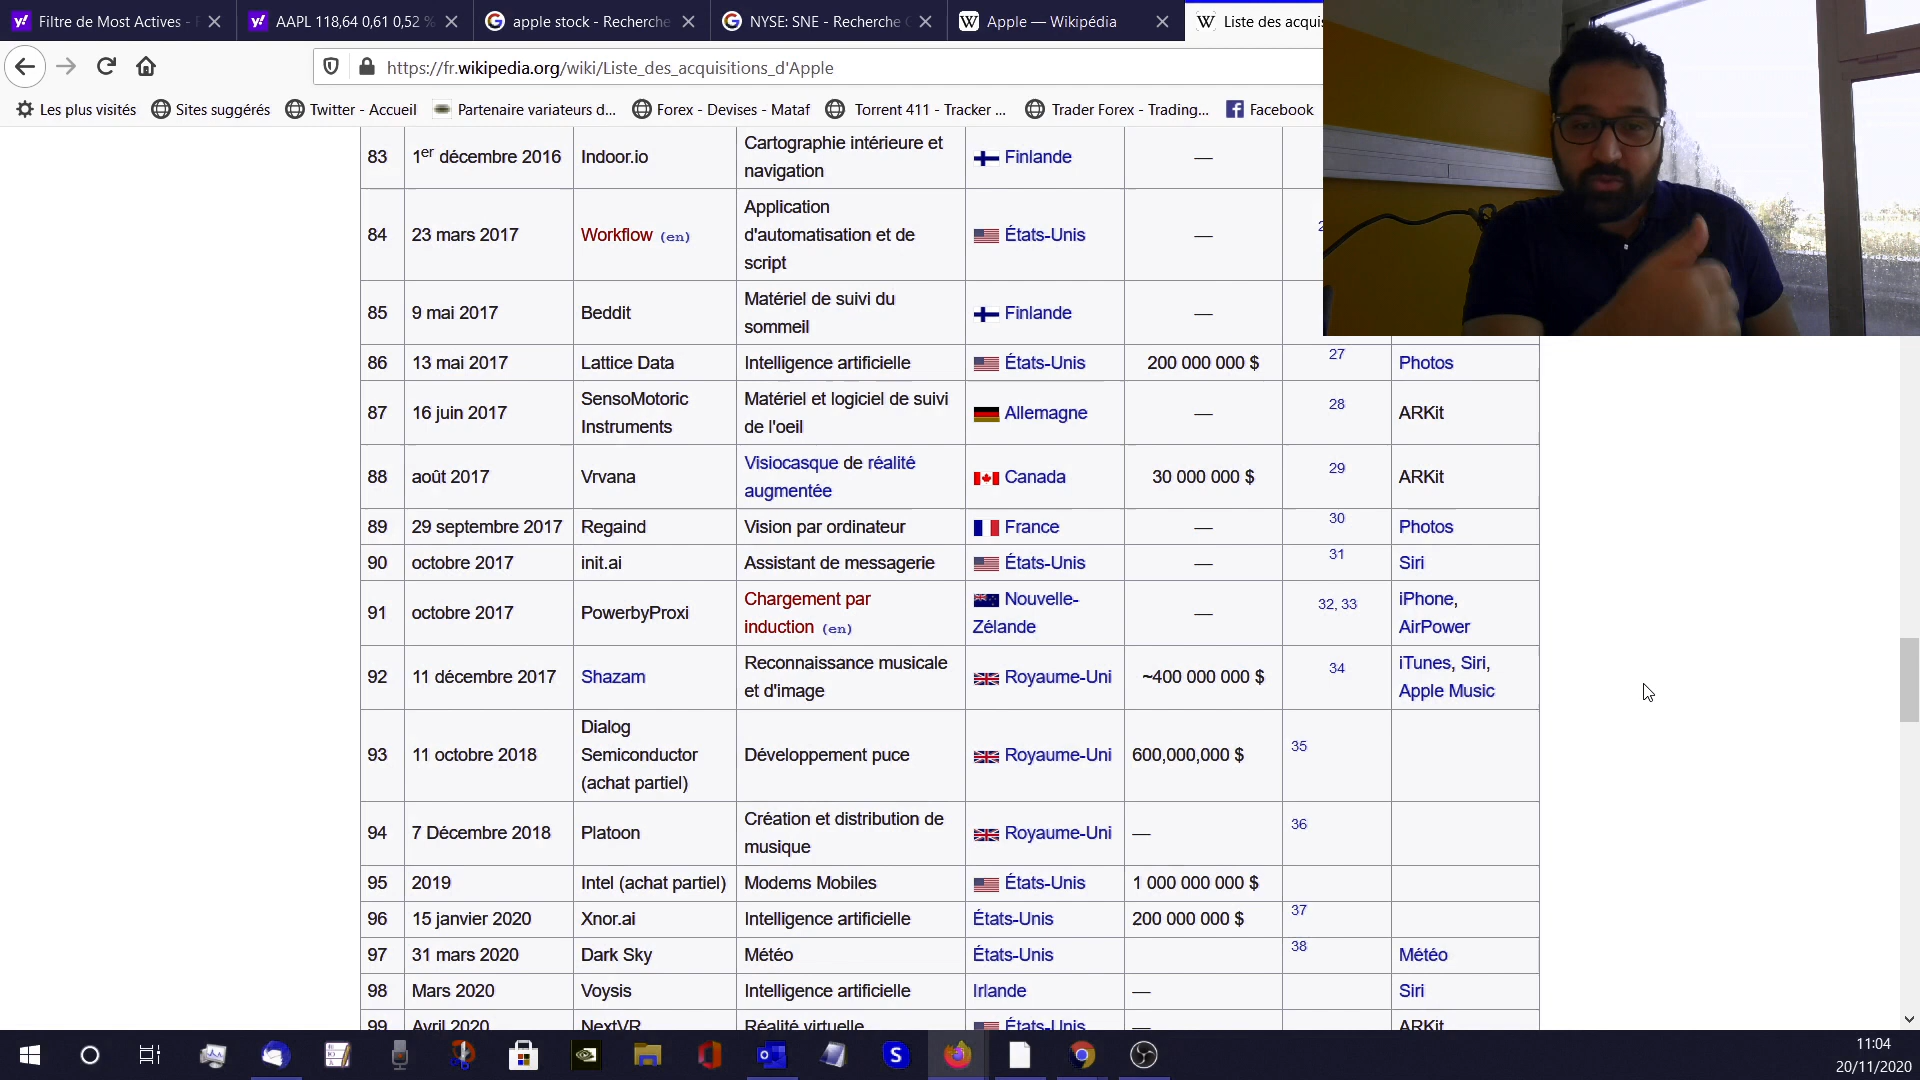 Filtre de Most Actives -
AAPL 118,64 0,61 0,52 %
apple stock - Recherche
NYSE: SNE - Recherche
Apple — Wikipédia
Liste des acquis
https://fr.wikipedia.org/wiki/Liste_des_acquisitions_d'Apple
Les plus visités
Sites suggérés
Twitter - Accueil
Partenaire variateurs d...
Forex - Devises - Mataf
Torrent 411 - Tracker ...
Trader Forex - Trading...
Facebook
83 1er décembre 2016 Indoor.io Cartographie intérieure et navigation Finlande —
84 23 mars 2017 Workflow (en) Application d'automatisation et de script États-Unis —
85 9 mai 2017 Beddit Matériel de suivi du sommeil Finlande —
86 13 mai 2017 Lattice Data Intelligence artificielle États-Unis 200 000 000 $ 27 Photos
87 16 juin 2017 SensoMotoric Instruments Matériel et logiciel de suivi de l'oeil Allemagne — 28 ARKit
88 août 2017 Vrvana Visiocasque de réalité augmentée Canada 30 000 000 $ 29 ARKit
89 29 septembre 2017 Regaind Vision par ordinateur France — 30 Photos
90 octobre 2017 init.ai Assistant de messagerie États-Unis — 31 Siri
91 octobre 2017 PowerbyProxi Chargement par induction (en) Nouvelle-Zélande — 32, 33 iPhone, AirPower
92 11 décembre 2017 Shazam Reconnaissance musicale et d'image Royaume-Uni ~400 000 000 $ 34 iTunes, Siri, Apple Music
93 11 octobre 2018 Dialog Semiconductor (achat partiel) Développement puce Royaume-Uni 600,000,000 $ 35
94 7 Décembre 2018 Platoon Création et distribution de musique Royaume-Uni — 36
95 2019 Intel (achat partiel) Modems Mobiles États-Unis 1 000 000 000 $
96 15 janvier 2020 Xnor.ai Intelligence artificielle États-Unis 200 000 000 $ 37
97 31 mars 2020 Dark Sky Météo États-Unis 38 Météo
98 Mars 2020 Voysis Intelligence artificielle Irlande — Siri
99 Avril 2020 NextVR Réalité virtuelle États-Unis — ARKit
11:04
20/11/2020